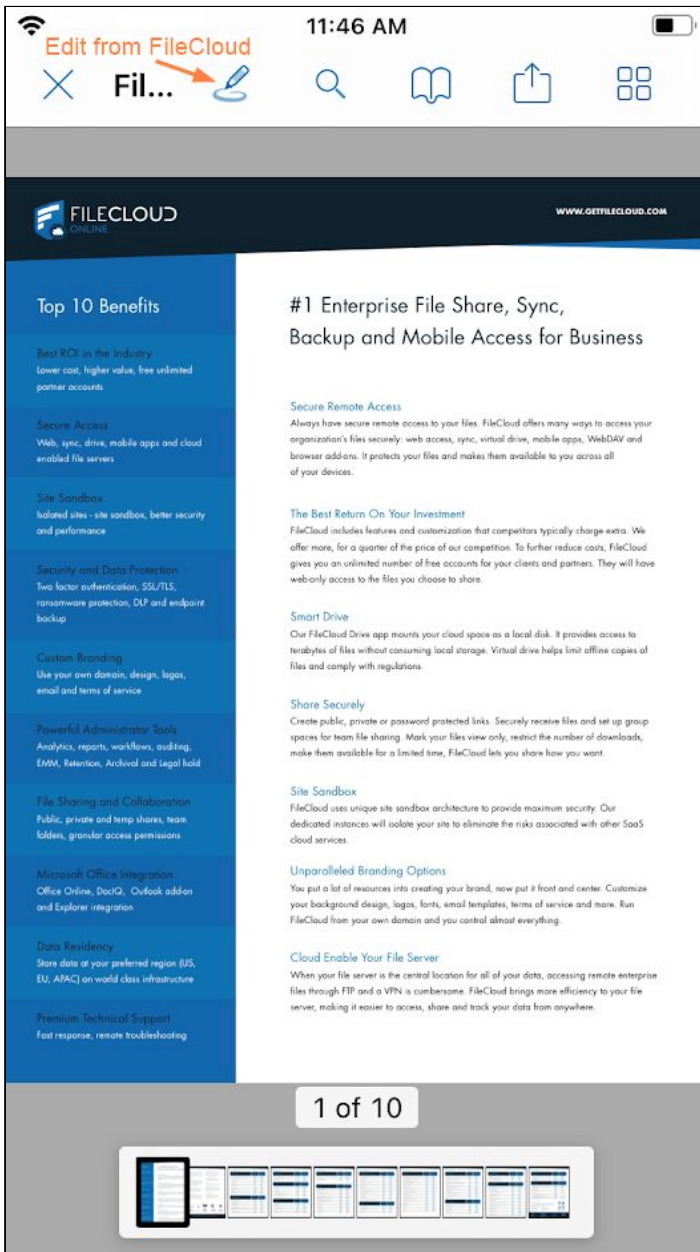 11:46 AM
Edit from FileCloud
Fil...
FILECLOUD
ONLINE
WWW.GETFILECLOUD.COM
Top 10 Benefits
Best ROI in the Industry
Lower cost, higher value, free unlimited
partner accounts
Secure Access
Web, sync, drive, mobile apps and cloud
enabled file servers
Site Sandbox
Isolated sites - site sandbox, better security
and performance
Security and Data Protection
Two factor authentication, SSL/TLS,
ransomware protection, DLP and endpoint
backup
Custom Branding
Use your own domain, design, logos,
email and terms of service
Powerful Administrator Tools
Analytics, reports, workflows, auditing,
EMM, Retention, Archival and Legal hold
File Sharing and Collaboration
Public, private and temp shares, team
folders, granular access permissions
Microsoft Office Integration
Office Online, DocIQ, Outlook add-on
and Explorer integration
Data Residency
Store data at your preferred region (US,
EU, APAC) on world class infrastructure
Premium Technical Support
Fast response, remote troubleshooting
#1 Enterprise File Share, Sync,
Backup and Mobile Access for Business
Secure Remote Access
Always have secure remote access to your files. FileCloud offers many ways to access your
organization's files securely: web access, sync, virtual drive, mobile apps, WebDAV and
browser add-ons. It protects your files and makes them available to you across all
of your devices.
The Best Return On Your Investment
FileCloud includes features and customization that competitors typically charge extra. We
offer more, for a quarter of the price of our competition. To further reduce costs, FileCloud
gives you an unlimited number of free accounts for your clients and partners. They will have
web-only access to the files you choose to share.
Smart Drive
Our FileCloud Drive app mounts your cloud space as a local disk. It provides access to
terabytes of files without consuming local storage. Virtual drive helps limit offline copies of
files and comply with regulations.
Share Securely
Create public, private or password protected links. Securely receive files and set up group
spaces for team file sharing. Mark your files view only, restrict the number of downloads,
make them available for a limited time, FileCloud lets you share how you want.
Site Sandbox
FileCloud uses unique site sandbox architecture to provide maximum security. Our
dedicated instances will isolate your site to eliminate the risks associated with other SaaS
cloud services.
Unparalleled Branding Options
You put a lot of resources into creating your brand, now put it front and center. Customize
your background design, logos, fonts, email templates, terms of service and more. Run
FileCloud from your own domain and you control almost everything.
Cloud Enable Your File Server
When your file server is the central location for all of your data, accessing remote enterprise
files through FTP and a VPN is cumbersome. FileCloud brings more efficiency to your file
server, making it easier to access, share and track your data from anywhere.
1 of 10